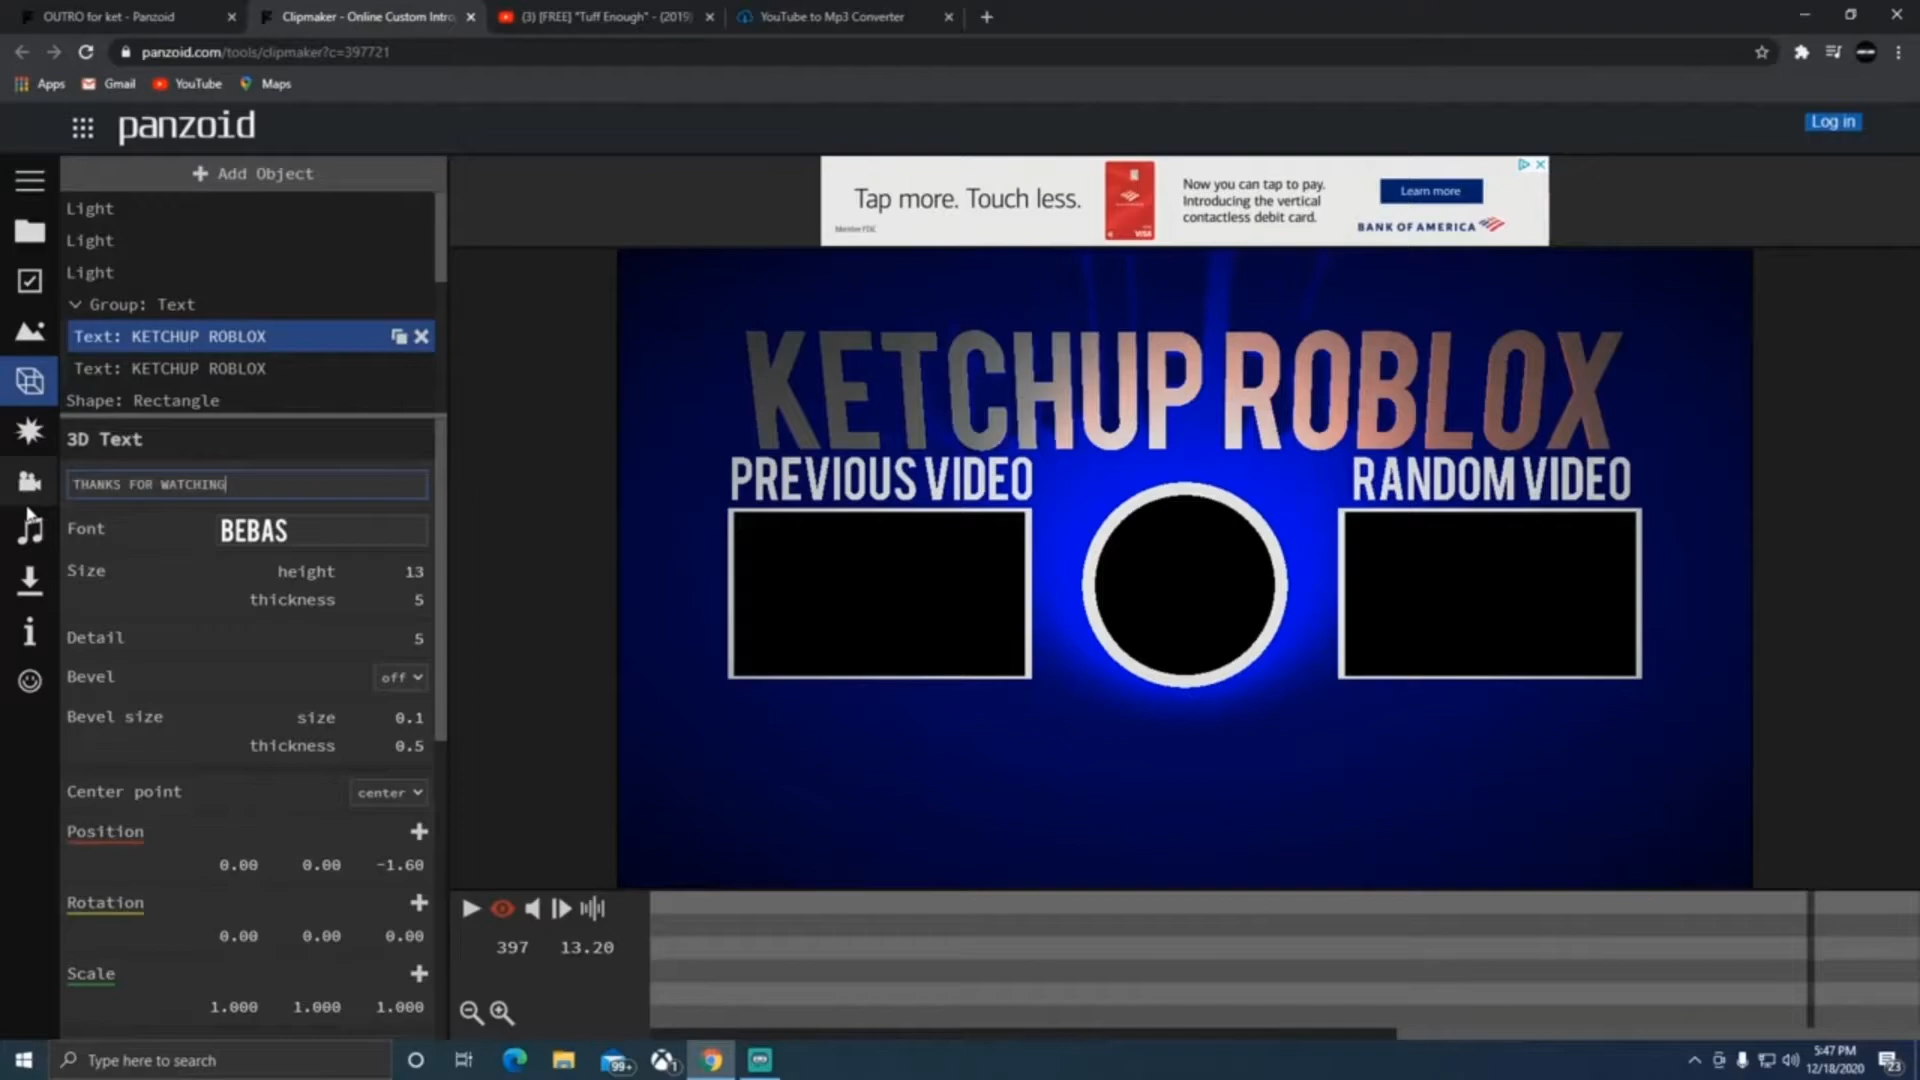 OUTRO for ket - Panzoid
Clipmaker - Online Custom Intro
(3) [FREE] "Tuff Enough" - (2019)
YouTube to Mp3 Converter
panzoid.com/tools/clipmaker?c=397721
Apps
Gmail
YouTube
Maps
panzoid
Log in
Add Object
Light
Light
Light
Group: Text
Text: KETCHUP ROBLOX
Text: KETCHUP ROBLOX
Shape: Rectangle
3D Text
THANKS FOR WATCHING
Font BEBAS
Size height 13
thickness 5
Detail 5
Bevel off
Bevel size size 0.1
thickness 0.5
Center point center
Position
0.00 0.00 -1.60
Rotation
0.00 0.00 0.00
Scale
1.000 1.000 1.000
Tap more. Touch less.
Member FDIC
VISA
Now you can tap to pay.
Introducing the vertical
contactless debit card.
Learn more
BANK OF AMERICA
KETCHUP ROBLOX
PREVIOUS VIDEO
RANDOM VIDEO
397 13.20
Type here to search
99+
1
5:47 PM
12/18/2020
23